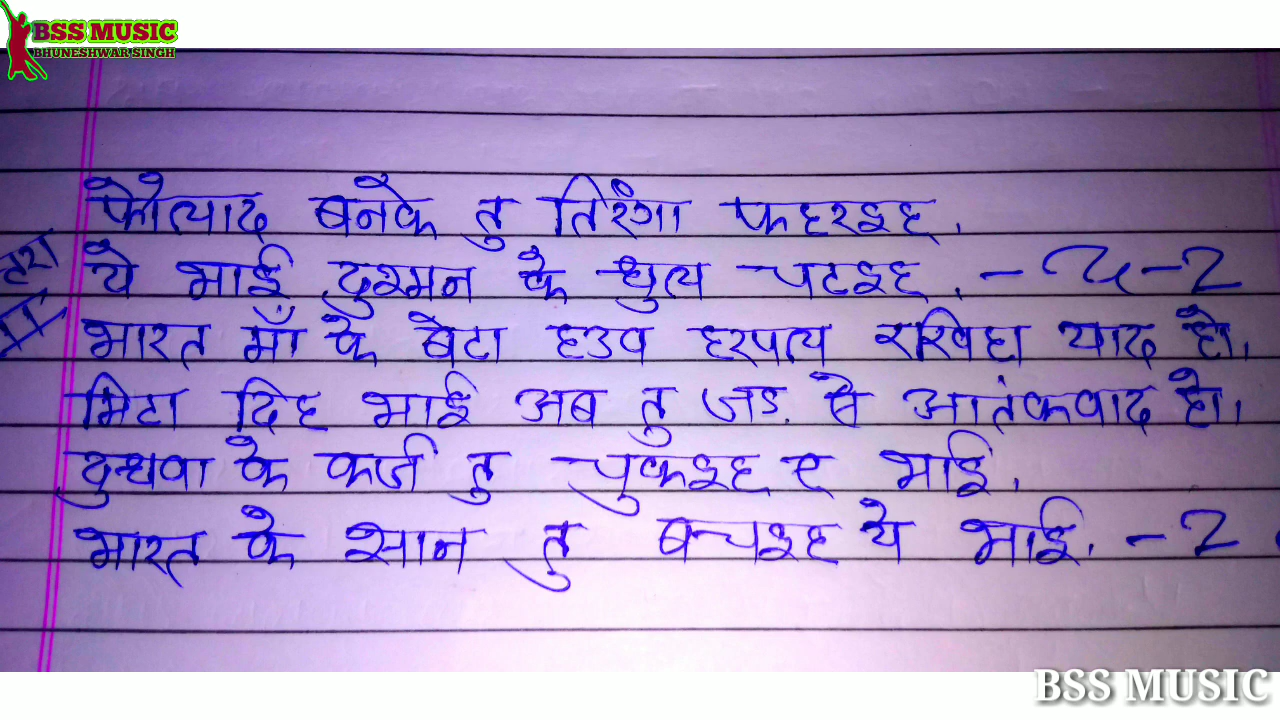 BSS MUSIC
BHUNESHWAR SINGH
फोल्याद बनके तु तिरंगा फहरइह.
ये भाई दुश्मन के धुल्य चटइह. - 2
भारत माँ के बेटा हउव हरपल्य रखिहा याद हो।
मिटा दिह भाई अब तु जड. से आतंकवाद हो।
दुधवा के कर्ज तु चुकइह ए भाई.
भारत के सान तु बचइह ये भाई. - 2
BSS MUSIC